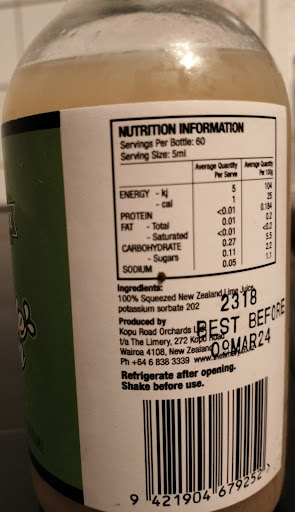 NUTRITION INFORMATION
Servings Per Bottle: 60
Serving Size: 5ml
Average Quantity Per Serve
Average Quantity Per 100g
ENERGY - kj 5 104
- cal 1 25
PROTEIN <0.01 0.184
FAT - Total <0.01 0.2
- Saturated <0.01 <0.2
CARBOHYDRATE 0.27 5.5
- Sugars 0.11 2.2
SODIUM 0.05 1.1
Ingredients:
100% Squeezed New Zealand Lime Juice,
potassium sorbate 202
2318
Produced by
Kopu Road Orchards
BEST BEFORE
t/a The Limery, 272 Kopu Road
Wairoa 4108, New Zealand
09MAR24
Ph +64 6 838 3339
Refrigerate after opening.
Shake before use.
9 421904 679252